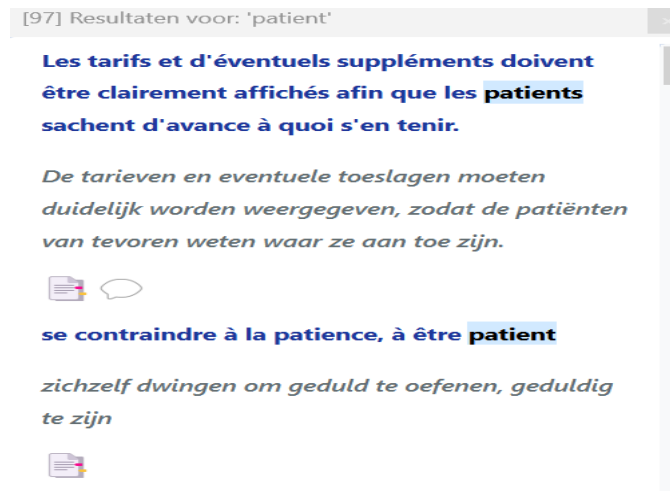 [97] Resultaten voor: 'patient'
Les tarifs et d'éventuels suppléments doivent
être clairement affichés afin que les patients
sachent d'avance à quoi s'en tenir.
De tarieven en eventuele toeslagen moeten
duidelijk worden weergegeven, zodat de patiënten
van tevoren weten waar ze aan toe zijn.
se contraindre à la patience, à être patient
zichzelf dwingen om geduld te oefenen, geduldig
te zijn